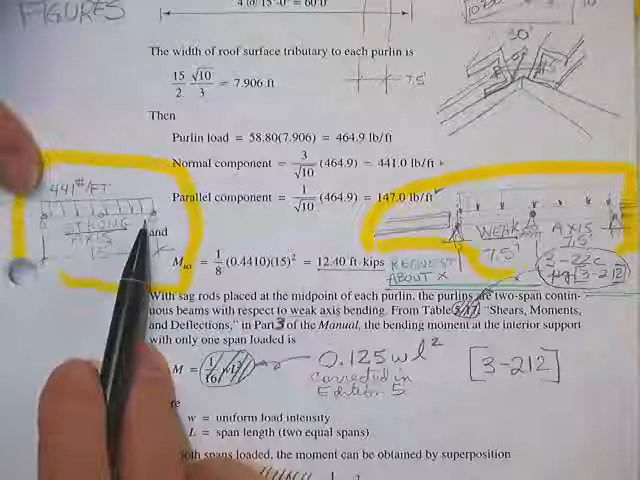 FIGURES
4 @ 15'-0" = 60'0"
The width of roof surface tributary to each purlin is
15/2 √10/3 = 7.906 ft
7.5'
30'
Then
Purlin load = 58.80(7.906) = 464.9 lb/ft
Normal component = 3/√10 (464.9) = 441.0 lb/ft
Parallel component = 1/√10 (464.9) = 147.0 lb/ft
441#/FT
STRONG
AXIS
15'
WEAK AXIS
7.5' 7.5'
and
3-22c
pg[3-212]
Mux = 1/8 (0.4410)(15)² = 12.40 ft-kips
REQUEST
ABOUT X
With sag rods placed at the midpoint of each purlin, the purlins are two-span contin-
uous beams with respect to weak axis bending. From Table "Shears, Moments,
and Deflections," in Part 3 of the Manual, the bending moment at the interior support
with only one span loaded is
M = 1/16 wL²
0.125wl²
corrected in
Edition 5
[3-212]
w = uniform load intensity
L = span length (two equal spans)
both spans loaded, the moment can be obtained by superposition